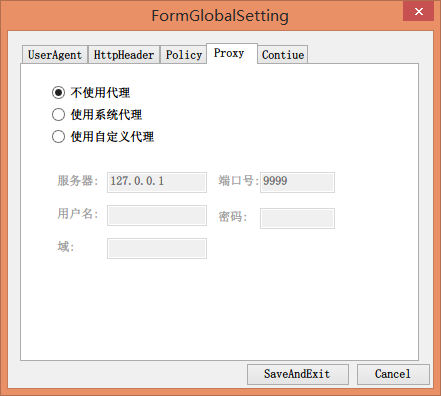 FormGlobalSetting
UserAgent HttpHeader Policy Proxy Contiue
不使用代理
使用系统代理
使用自定义代理
服务器: 127.0.0.1 端口号: 9999
用户名: 密码:
域:
SaveAndExit Cancel